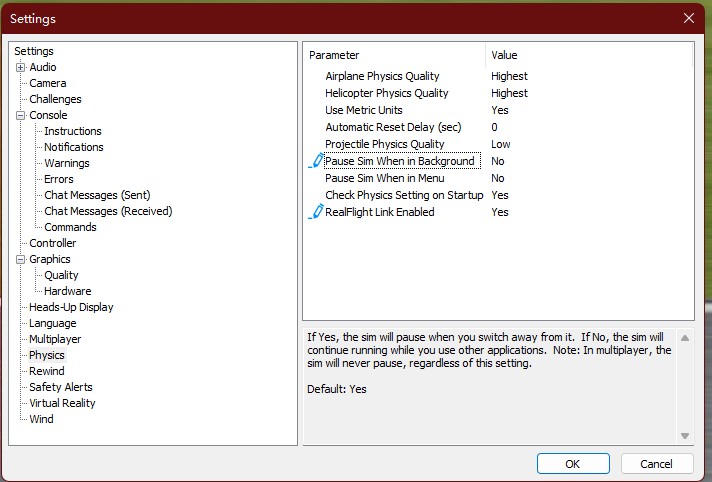 Settings
Settings
Audio
Camera
Challenges
Console
Instructions
Notifications
Warnings
Errors
Chat Messages (Sent)
Chat Messages (Received)
Commands
Controller
Graphics
Quality
Hardware
Heads-Up Display
Language
Multiplayer
Physics
Rewind
Safety Alerts
Virtual Reality
Wind
Parameter Value
Airplane Physics Quality Highest
Helicopter Physics Quality Highest
Use Metric Units Yes
Automatic Reset Delay (sec) 0
Projectile Physics Quality Low
Pause Sim When in Background No
Pause Sim When in Menu No
Check Physics Setting on Startup Yes
RealFlight Link Enabled Yes
If Yes, the sim will pause when you switch away from it. If No, the sim will
continue running while you use other applications. Note: In multiplayer, the
sim will never pause, regardless of this setting.
Default: Yes
OK Cancel